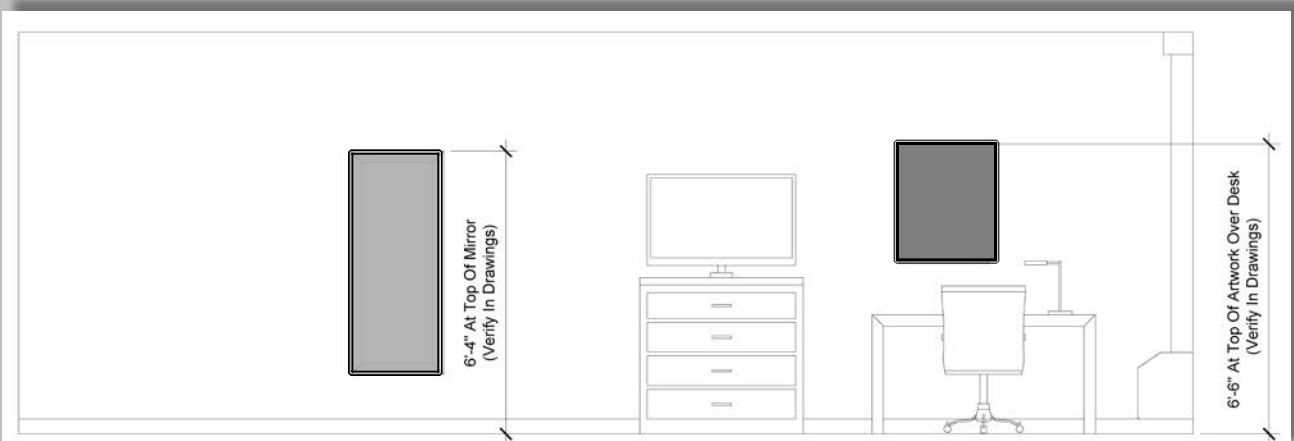 6'-4" At Top Of Mirror
(Verify In Drawings)
6'-6" At Top Of Artwork Over Desk
(Verify In Drawings)